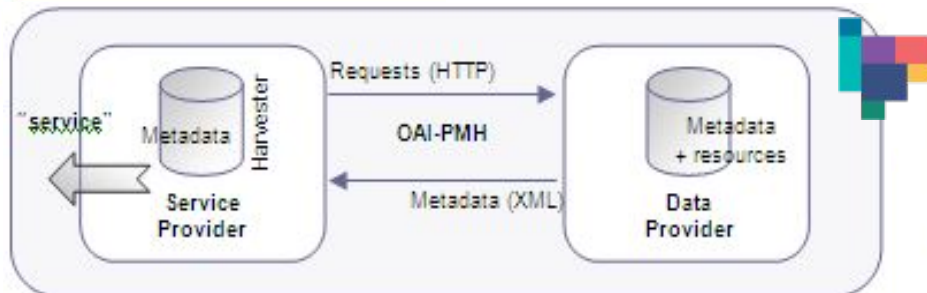 "service"
Metadata
Harvester
Service
Provider
Requests (HTTP)
OAI-PMH
Metadata (XML)
Metadata
+ resources
Data
Provider